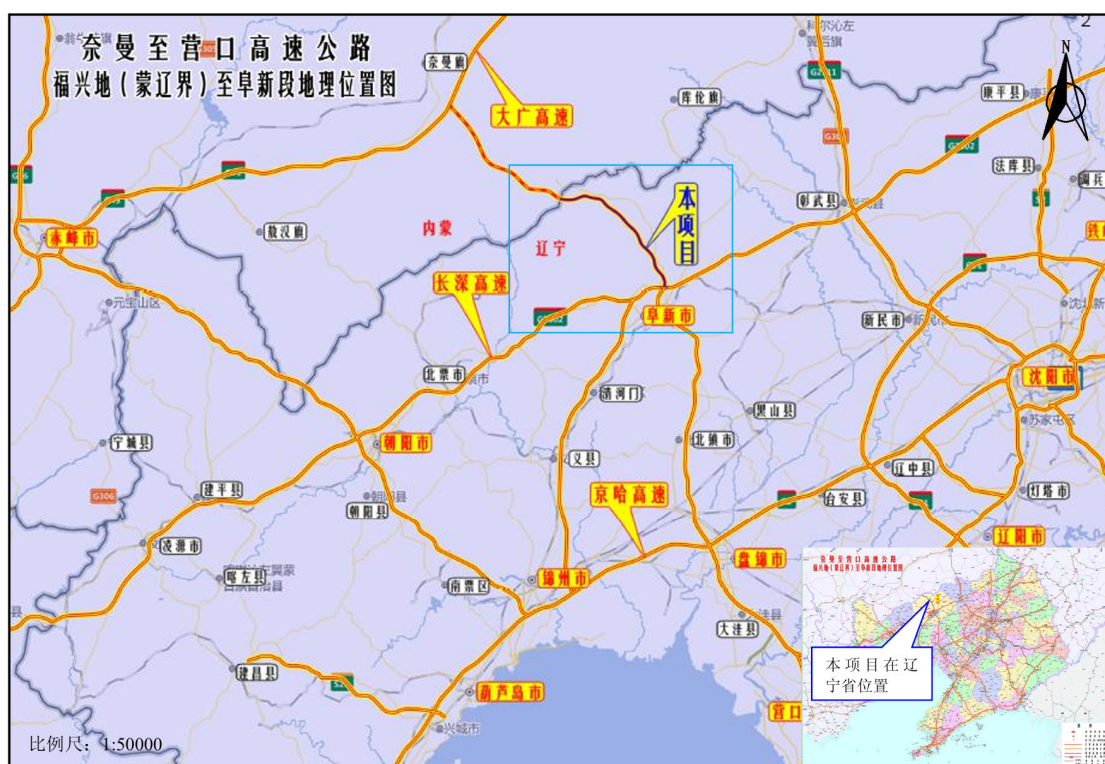 2
奈曼至营口高速公路
福兴地（蒙辽界）至阜新段地理位置图
N
奈曼旗
大广高速
库伦旗
康平县
法库县
彰武县
本项目
内蒙
辽宁
敖汉旗
赤峰市
元宝山区
长深高速
阜新市
新民市
沈阳市
苏家屯区
北票市
清河门
黑山县
北镇市
宁城县
朝阳市
义县
辽中县
灯塔市
G306
建平县
朝阳县
京哈高速
台安县
辽阳市
凌源市
喀左县
南票区
锦州市
盘锦市
大洼县
建昌县
葫芦岛市
兴城市
营口
奈曼至营口高速公路
福兴地（蒙辽界）至阜新段地理位置图
本项目在辽
宁省位置
比例尺：1:50000